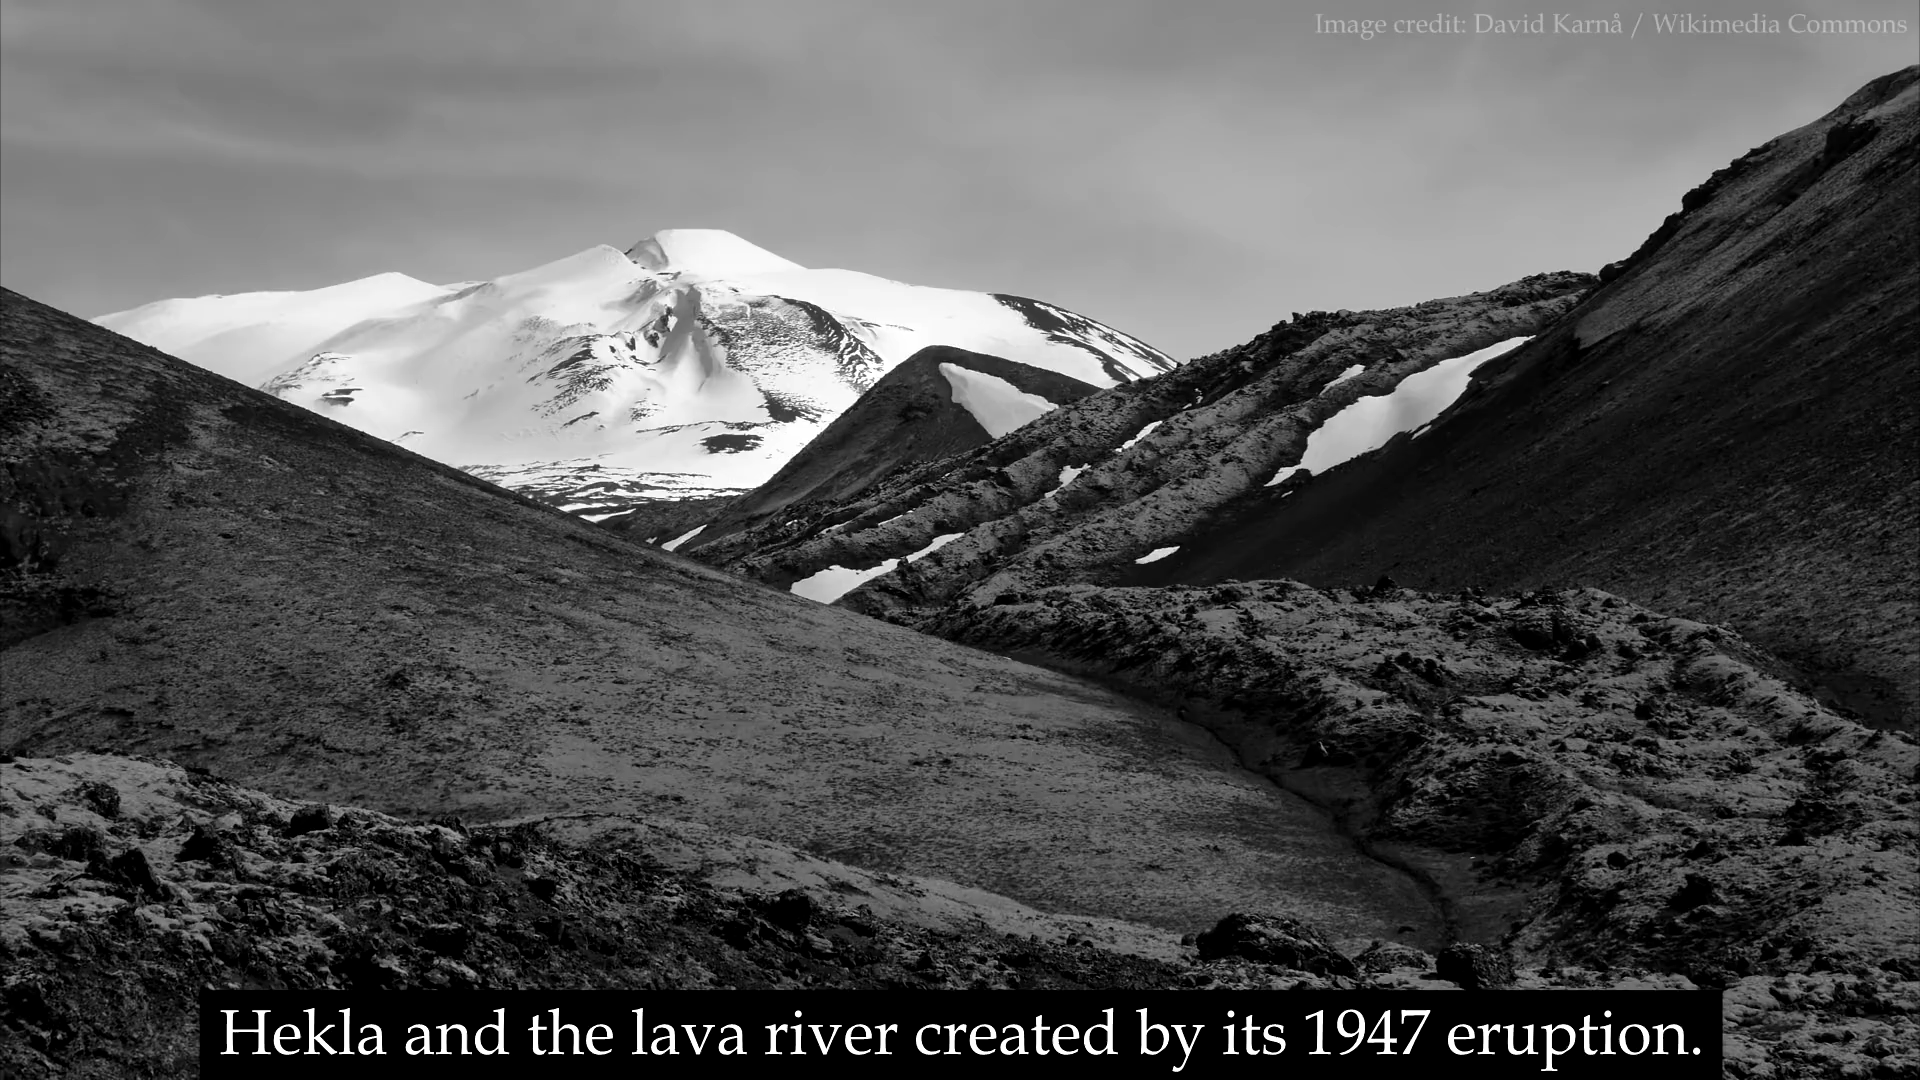 Image credit: David Karnå / Wikimedia Commons
Hekla and the lava river created by its 1947 eruption.